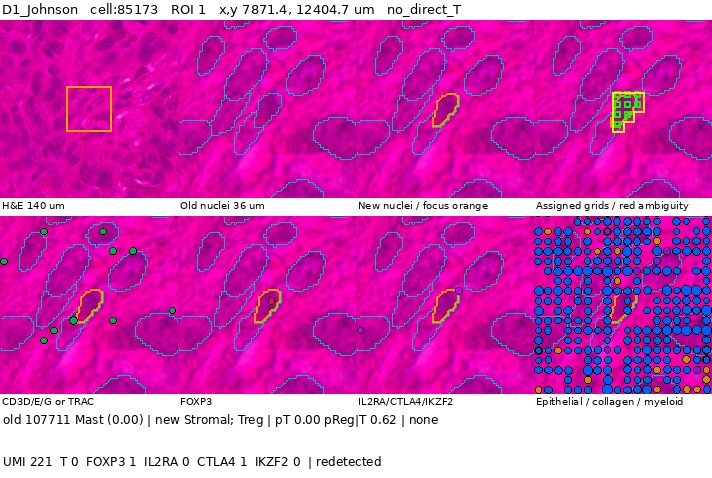 D1_Johnson   cell:85173   ROI 1   x,y 7871.4, 12404.7 um   no_direct_T
H&E 140 um
Old nuclei 36 um
New nuclei / focus orange
Assigned grids / red ambiguity
CD3D/E/G or TRAC
FOXP3
IL2RA/CTLA4/IKZF2
Epithelial / collagen / myeloid
old 107711 Mast (0.00) | new Stromal; Treg | pT 0.00 pReg|T 0.62 | none
UMI 221  T 0  FOXP3 1  IL2RA 0  CTLA4 1  IKZF2 0  | redetected